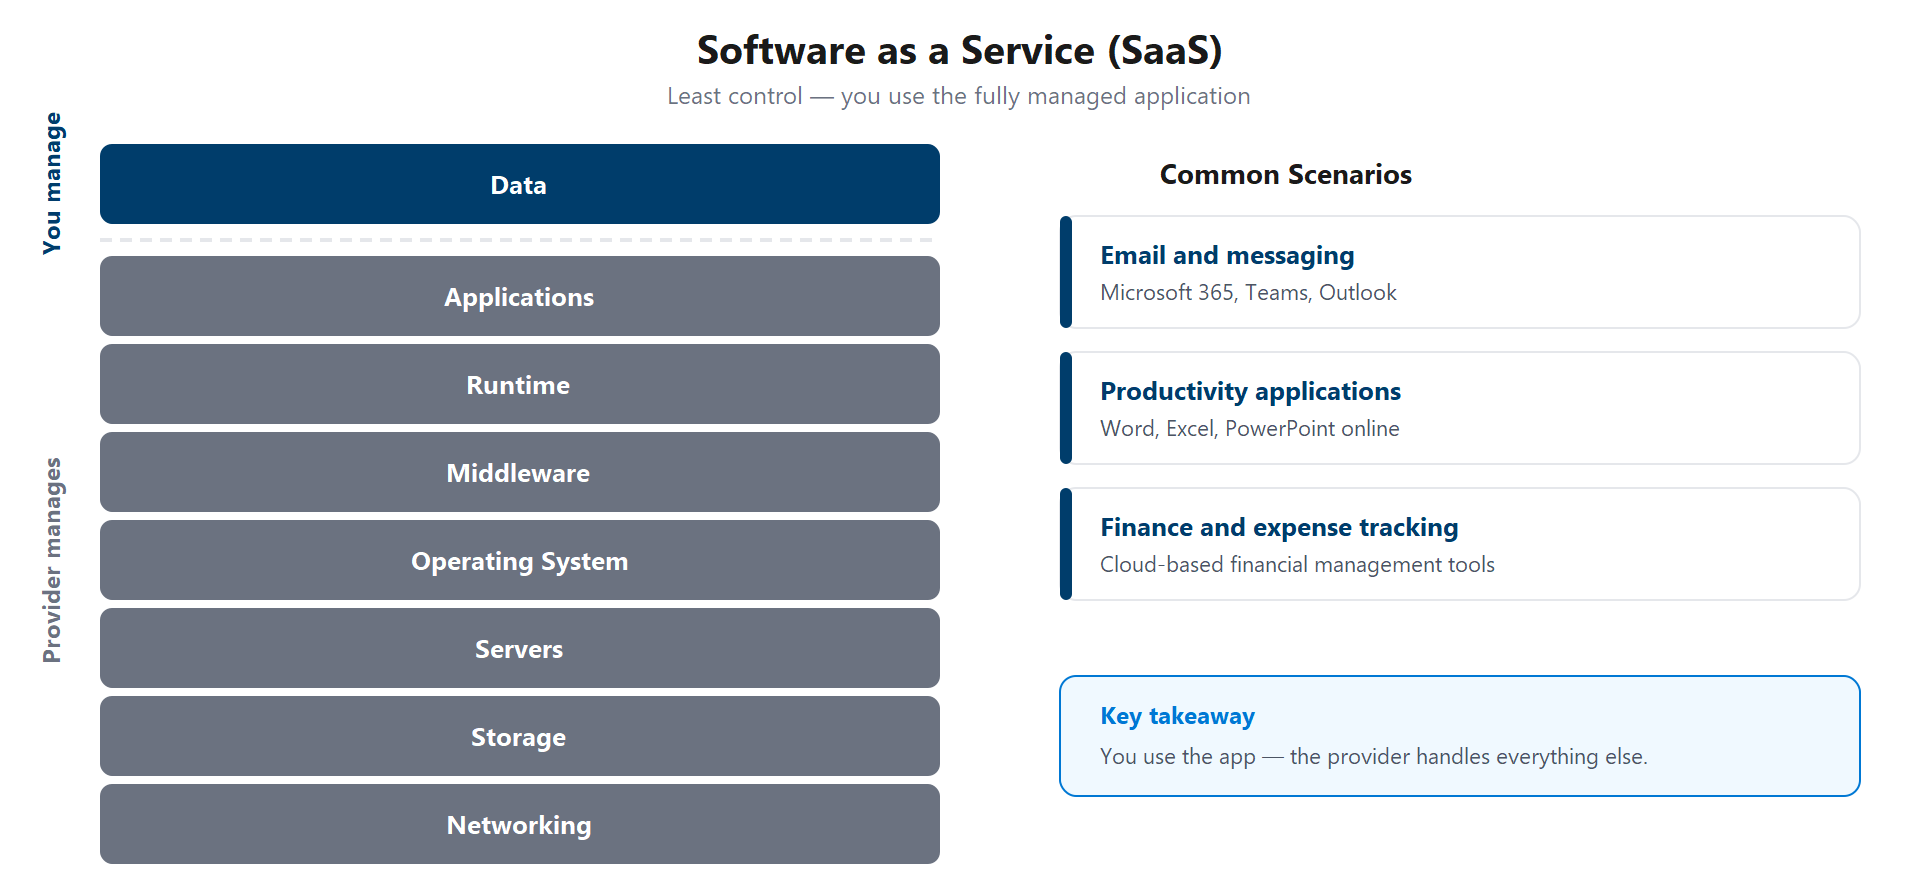 Software as a Service (SaaS)
Least control — you use the fully managed application
You manage
Data
Provider manages
Applications
Runtime
Middleware
Operating System
Servers
Storage
Networking
Common Scenarios
Email and messaging
Microsoft 365, Teams, Outlook
Productivity applications
Word, Excel, PowerPoint online
Finance and expense tracking
Cloud-based financial management tools
Key takeaway
You use the app — the provider handles everything else.